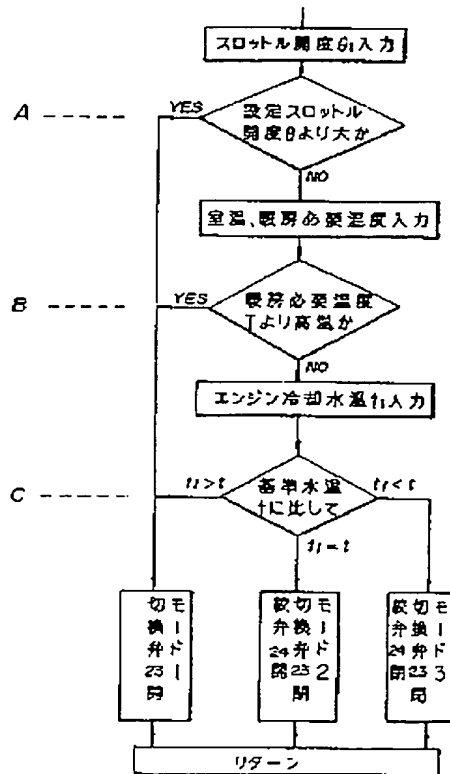 スロットル開度θ1入力
A
YES
設定スロットル
開度θより大か
NO
室温、暖房必要温度入力
B
YES
暖房必要温度
Tより高温か
NO
エンジン冷却水温t1入力
C
t1>t
基準水温
tに比して
t1<t
t1=t
モード1
切換弁23開
モード2
切換弁23閉
絞弁24開
モード3
切換弁23閉
絞弁24閉
リターン